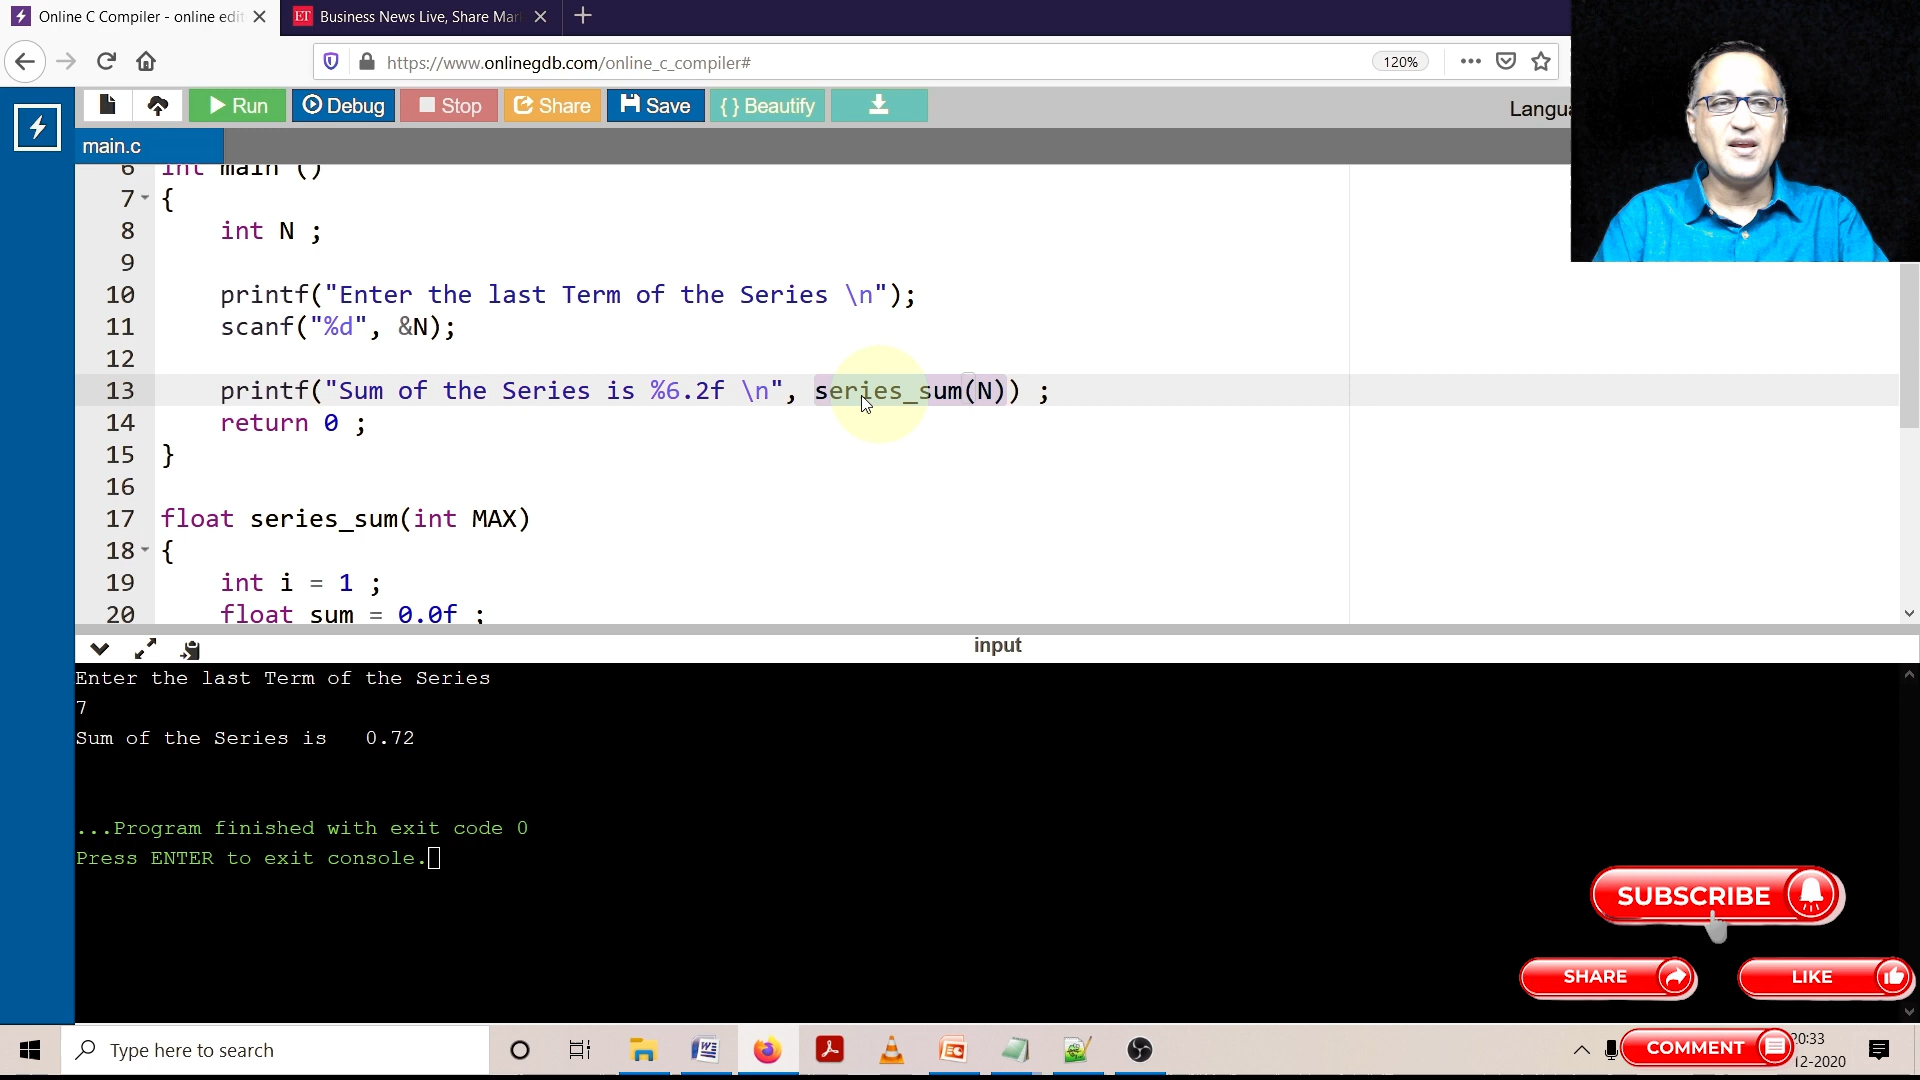 Online C Compiler - online edit
Business News Live, Share Mar
https://www.onlinegdb.com/online_c_compiler#
120%
Run
Debug
Stop
Share
Save
{ } Beautify
Langua
main.c
6 int main ()
7 {
8 int N ;
9
10 printf("Enter the last Term of the Series \n");
11 scanf("%d", &N);
12
13 printf("Sum of the Series is %6.2f \n", series_sum(N)) ;
14 return 0 ;
15 }
16
17 float series_sum(int MAX)
18 {
19 int i = 1 ;
20 float sum = 0.0f ;
input
Enter the last Term of the Series
7
Sum of the Series is   0.72
...Program finished with exit code 0
Press ENTER to exit console.
SUBSCRIBE
SHARE
LIKE
Type here to search
COMMENT
20:33
12-2020